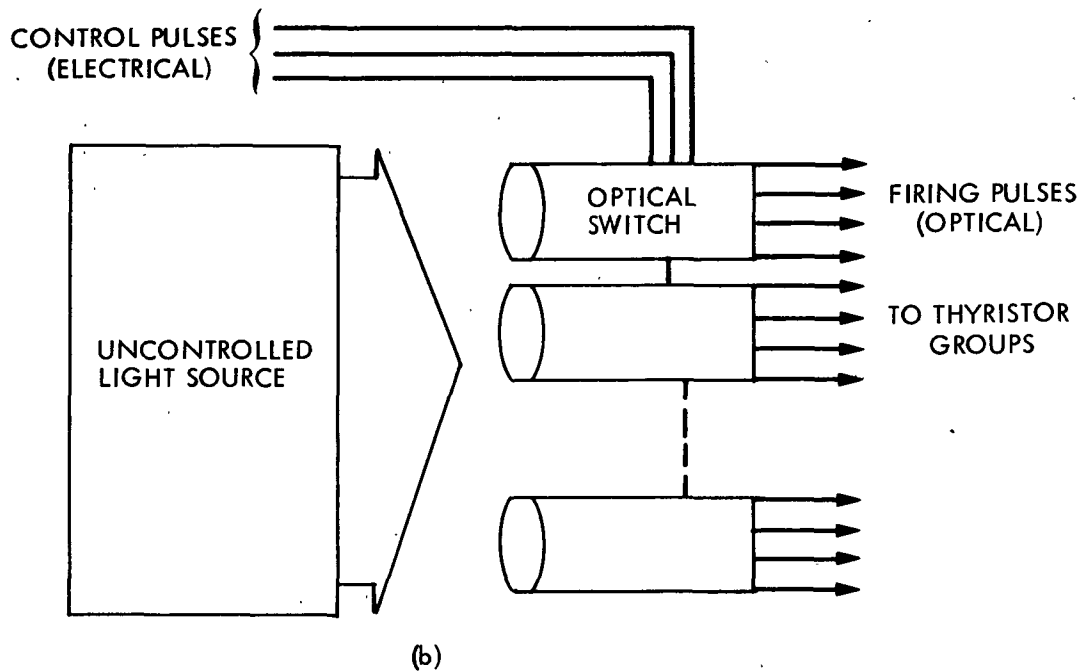 CONTROL PULSES
(ELECTRICAL)
OPTICAL
SWITCH
FIRING PULSES
(OPTICAL)
TO THYRISTOR
GROUPS
UNCONTROLLED
LIGHT SOURCE
(b)